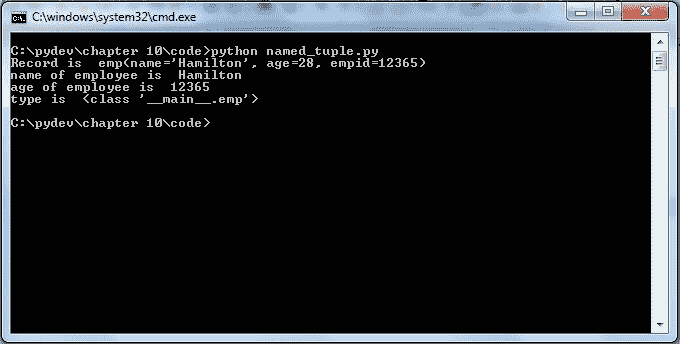 C:\windows\system32\cmd.exe
C:\pydev\chapter 10\code>python named_tuple.py
Record is  emp(name='Hamilton', age=28, empid=12365)
name of employee is  Hamilton
age of employee is  12365
type is  <class '__main__.emp'>
C:\pydev\chapter 10\code>